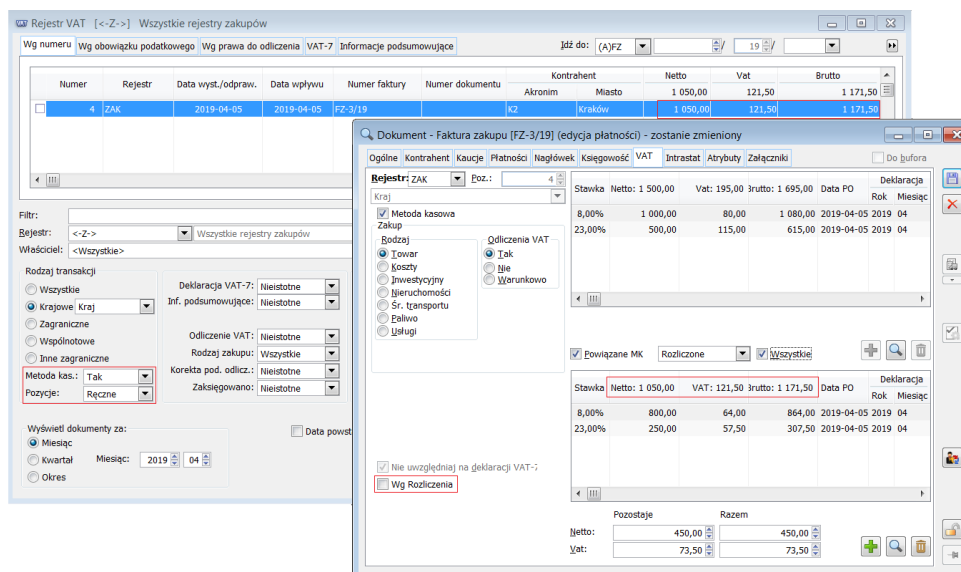 Rejestr VAT [<-Z->] Wszystkie rejestry zakupów
Wg numeru Wg obowiązku podatkowego Wg prawa do odliczenia VAT-7 Informacje podsumowujące
Idź do: (A)FZ / 19 /
Numer Rejestr Data wyst./odpraw. Data wpływu Numer faktury Numer dokumentu Kontrahent Netto Vat Brutto
Akronim Miasto 1 050,00 121,50 1 171,50
4 ZAK 2019-04-05 2019-04-05 FZ-3/19 K2 Kraków 1 050,00 121,50 1 171,50
Filtr:
Rejestr: <-Z-> Wszystkie rejestry zakupów
Właściciel: <Wszystkie>
Rodzaj transakcji
Wszystkie
Krajowe Kraj
Zagraniczne
Wspólnotowe
Inne zagraniczne
Metoda kas.: Tak
Pozycje: Ręczne
Deklaracja VAT-7: Nieistotne
Inf. podsumowujące: Nieistotne
Odliczenie VAT: Nieistotne
Rodzaj zakupu: Wszystkie
Korekta pod. odlicz.: Nieistotne
Zaksięgowano: Nieistotne
Wyświetl dokumenty za:
Miesiąc
Kwartał Miesiąc: 2019 04
Okres
Data powst
Dokument - Faktura zakupu [FZ-3/19] (edycja płatności) - zostanie zmieniony
Ogólne Kontrahent Kaucje Płatności Nagłówek Księgowość VAT Intrastat Atrybuty Załączniki
Do bufora
Rejestr: ZAK Poz.: 4
Kraj
Metoda kasowa
Zakup
Rodzaj
Towar
Koszty
Inwestycyjny
Nieruchomości
Śr. transportu
Paliwo
Usługi
Odliczenia VAT
Tak
Nie
Warunkowo
Stawka Netto: 1 500,00 Vat: 195,00 Brutto: 1 695,00 Data PO Deklaracja
Rok Miesiąc
8,00% 1 000,00 80,00 1 080,00 2019-04-05 2019 04
23,00% 500,00 115,00 615,00 2019-04-05 2019 04
Powiązane MK Rozliczone Wszystkie
Stawka Netto: 1 050,00 VAT: 121,50 Brutto: 1 171,50 Data PO Deklaracja
Rok Miesiąc
8,00% 800,00 64,00 864,00 2019-04-05 2019 04
23,00% 250,00 57,50 307,50 2019-04-05 2019 04
Nie uwzględniaj na deklaracji VAT-7
Wg Rozliczenia
Pozostaje Razem
Netto: 450,00 450,00
Vat: 73,50 73,50